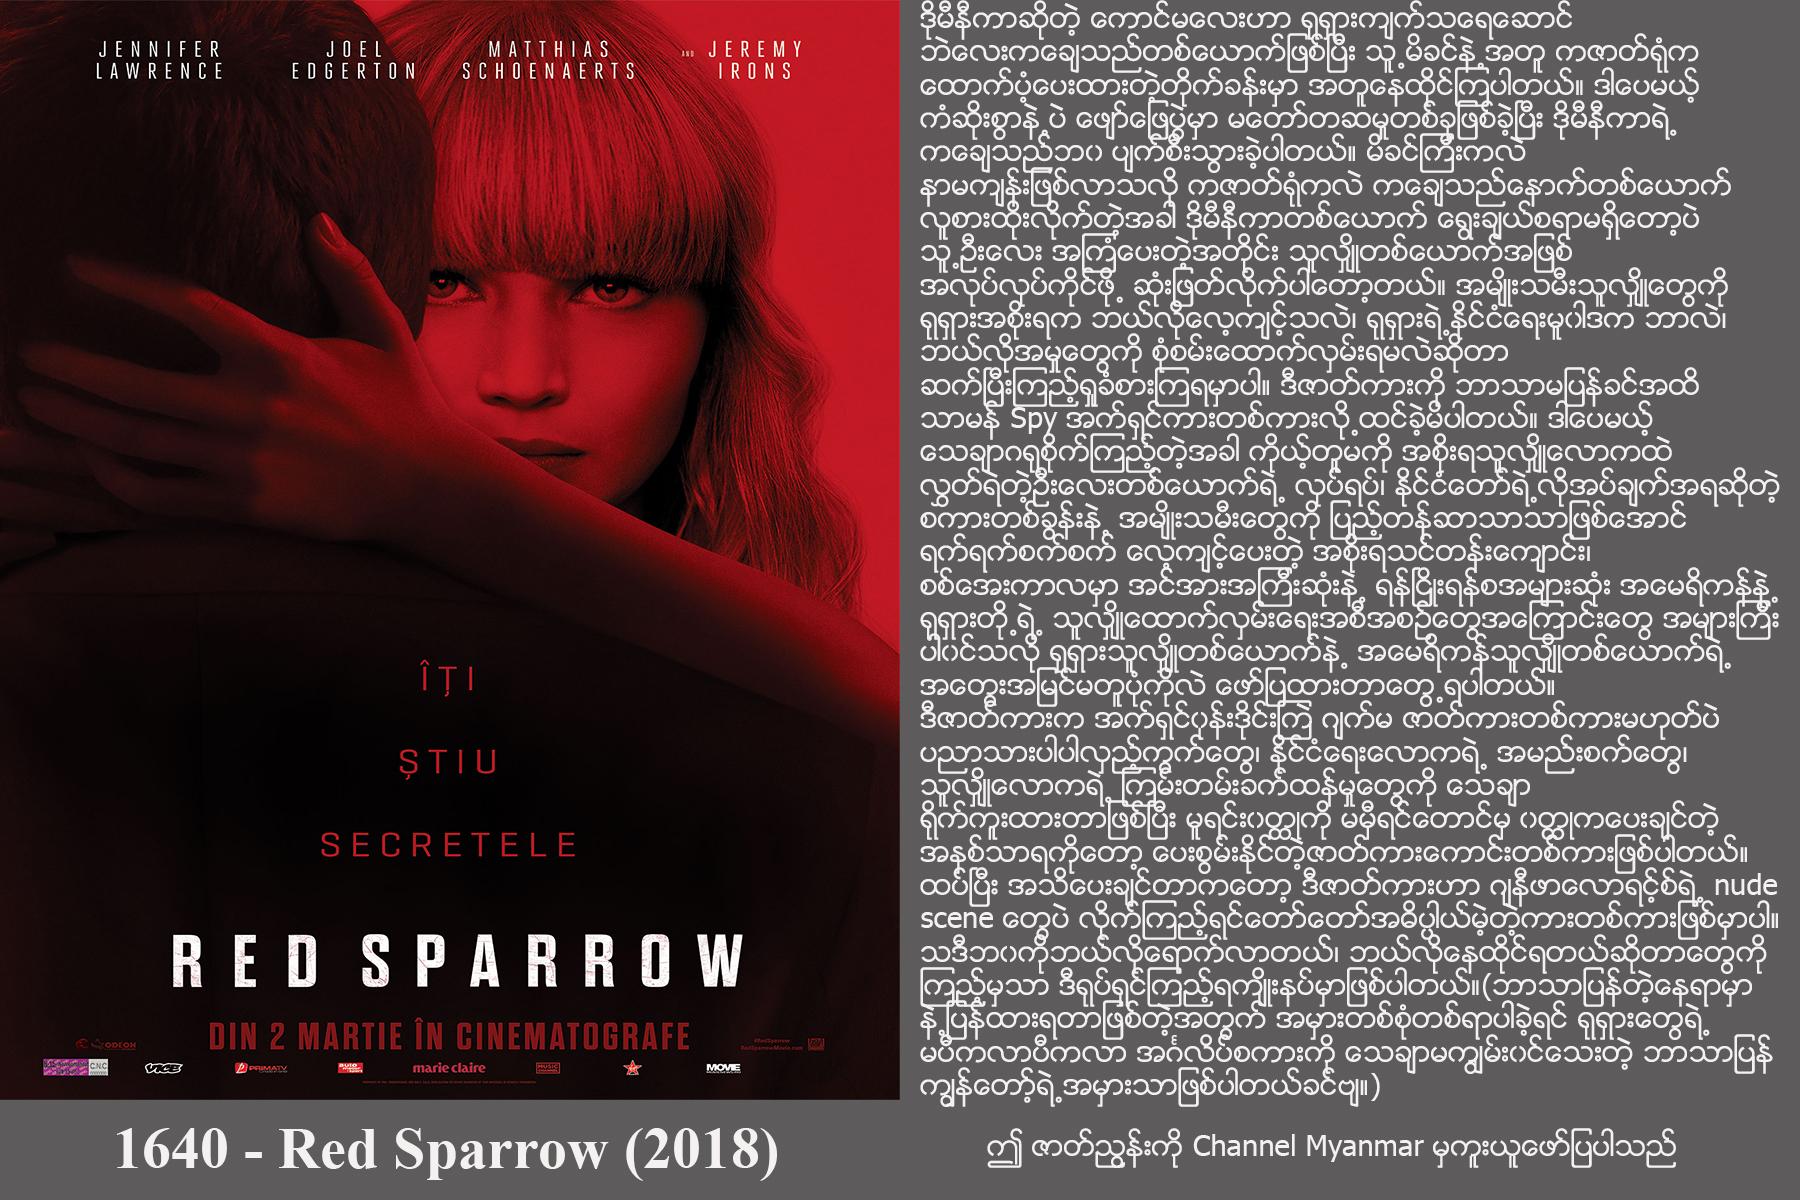 JENNIFER LAWRENCE
JOEL EDGERTON
MATTHIAS SCHOENAERTS
AND JEREMY IRONS
ÎȚI
ȘTIU
SECRETELE
RED SPARROW
DIN 2 MARTIE ÎN CINEMATOGRAFE
ODEON
#RedSparrow
RedSparrowMovie.com
C.N.C
VICE
PRIMATV
marie claire
MUSIC CHANNEL
MOVIE
1640 - Red Sparrow (2018)
ဒိုမီနီကာဆိုတဲ့ ကောင်မလေးဟာ ရုရှားကျက်သရေဆောင်
ဘဲလေးကချေသည်တစ်ယောက်ဖြစ်ပြီး သူ့မိခင်နဲ့အတူ ကဇာတ်ရုံက
ထောက်ပံ့ပေးထားတဲ့တိုက်ခန်းမှာ အတူနေထိုင်ကြပါတယ်။ ဒါပေမယ့်
ကံဆိုးစွာနဲ့ပဲ ဖျော်ဖြေပွဲမှာ မတော်တဆမှုတစ်ခုဖြစ်ခဲ့ပြီး ဒိုမီနီကာရဲ့
ကချေသည်ဘဝ ပျက်စီးသွားခဲ့ပါတယ်။ မိခင်ကြီးကလဲ
နာမကျန်းဖြစ်လာသလို ကဇာတ်ရုံကလဲ ကချေသည်နောက်တစ်ယောက်
လူစားထိုးလိုက်တဲ့အခါ ဒိုမီနီကာတစ်ယောက် ရွေးချယ်စရာမရှိတော့ပဲ
သူ့ဦးလေး အကြံပေးတဲ့အတိုင်း သူလျှိုတစ်ယောက်အဖြစ်
အလုပ်လုပ်ကိုင်ဖို့ ဆုံးဖြတ်လိုက်ပါတော့တယ်။ အမျိုးသမီးသူလျှိုတွေကို
ရုရှားအစိုးရက ဘယ်လိုလေ့ကျင့်သလဲ၊ ရုရှားရဲ့နိုင်ငံရေးမူဂါဒက ဘာလဲ၊
ဘယ်လိုအမှုတွေကို စုံစမ်းထောက်လှမ်းရမလဲဆိုတာ
ဆက်ပြီးကြည့်ရှုခံစားကြရမှာပါ။ ဒီဇာတ်ကားကို ဘာသာမပြန်ခင်အထိ
သာမန် Spy အက်ရှင်ကားတစ်ကားလို့ထင်ခဲ့မိပါတယ်။ ဒါပေမယ့်
သေချာဂရုစိုက်ကြည့်တဲ့အခါ ကိုယ့်တူမကို အစိုးရသူလျှိုလောကထဲ
လွှတ်ရဲတဲ့ဦးလေးတစ်ယောက်ရဲ့ လုပ်ရပ်၊ နိုင်ငံတော်ရဲ့လိုအပ်ချက်အရဆိုတဲ့
စကားတစ်ခွန်းနဲ့ အမျိုးသမီးတွေကို ပြည့်တန်ဆာသာသာဖြစ်အောင်
ရက်ရက်စက်စက် လေ့ကျင့်ပေးတဲ့ အစိုးရသင်တန်းကျောင်း၊
စစ်အေးကာလမှာ အင်အားအကြီးဆုံးနဲ့ ရန်ငြိုးရန်စအများဆုံး အမေရိကန်နဲ့
ရုရှားတို့ရဲ့ သူလျှိုထောက်လှမ်းရေးအစီအစဉ်တွေအကြောင်းတွေ အများကြီး
ပါဝင်သလို ရုရှားသူလျှိုတစ်ယောက်နဲ့ အမေရိကန်သူလျှိုတစ်ယောက်ရဲ့
အတွေးအမြင်မတူပုံကိုလဲ ဖော်ပြထားတာတွေ့ရပါတယ်။
ဒီဇာတ်ကားက အက်ရှင်ဝုန်းဒိုင်းကြဲ ဂျက်မ ဇာတ်ကားတစ်ကားမဟုတ်ပဲ
ပညာသားပါပါလှည့်ကွက်တွေ၊ နိုင်ငံရေးလောကရဲ့ အမည်းစက်တွေ၊
သူလျှိုလောကရဲ့ ကြမ်းတမ်းခက်ထန်မှုတွေကို သေချာ
ရိုက်ကူးထားတာဖြစ်ပြီး မူရင်းဝတ္ထုကို မမှီရင်တောင်မှ ဝတ္ထုကပေးချင်တဲ့
အနှစ်သာရကိုတော့ ပေးစွမ်းနိုင်တဲ့ဇာတ်ကားကောင်းတစ်ကားဖြစ်ပါတယ်။
ထပ်ပြီး အသိပေးချင်တာကတော့ ဒီဇာတ်ကားဟာ ဂျနီဖာလောရင့်စ်ရဲ့ nude
scene တွေပဲ လိုက်ကြည့်ရင်တော်တော်အဓိပ္ပါယ်မဲ့တဲ့ကားတစ်ကားဖြစ်မှာပါ။
သဒီဘဝကိုဘယ်လိုရောက်လာတယ်၊ ဘယ်လိုနေထိုင်ရတယ်ဆိုတာတွေကို
ကြည့်မှသာ ဒီရုပ်ရှင်ကြည့်ရကျိုးနပ်မှာဖြစ်ပါတယ်။(ဘာသာပြန်တဲ့နေရာမှာ
နဲ့ပြန်ထားရတာဖြစ်တဲ့အတွက် အမှားတစ်စုံတစ်ရာပါခဲ့ရင် ရုရှားတွေရဲ့
မပီကလာပီကလာ အင်္ဂလိပ်စကားကို သေချာမကျွမ်းဝင်သေးတဲ့ ဘာသာပြန်
ကျွန်တော့်ရဲ့အမှားသာဖြစ်ပါတယ်ခင်ဗျ။)
ဤ ဇာတ်ညွှန်းကို Channel Myanmar မှကူးယူဖော်ပြပါသည်